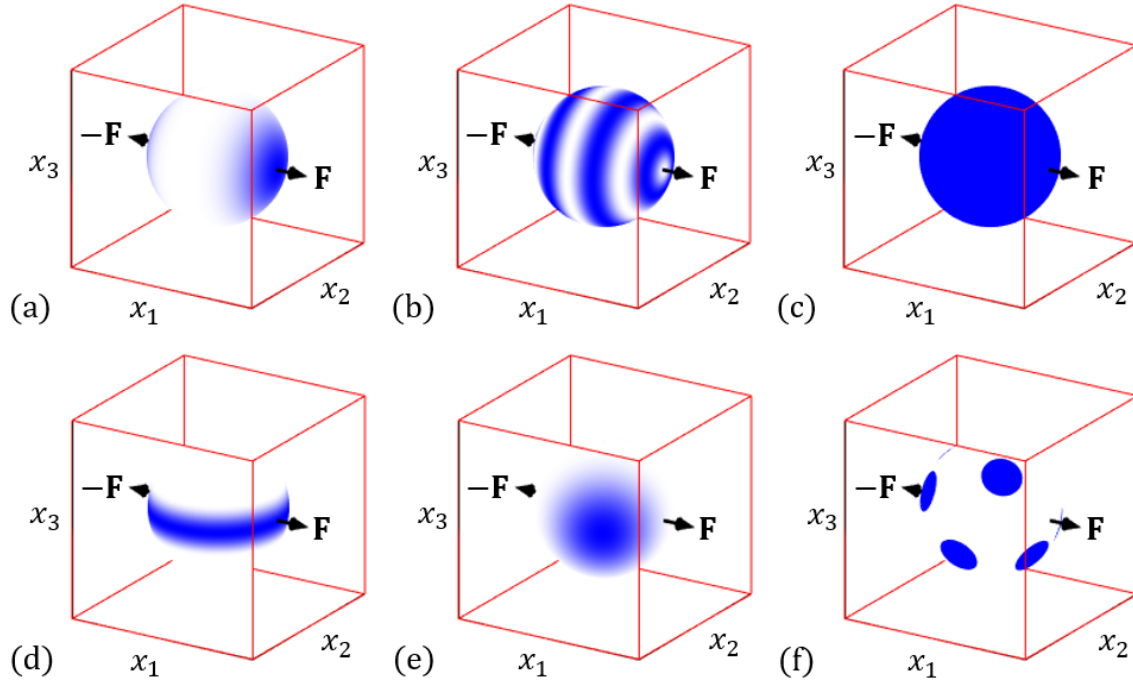 −F
F
x₃
(a)
x₁
x₂
−F
F
x₃
(b)
x₁
x₂
−F
F
x₃
(c)
x₁
x₂
−F
F
x₃
(d)
x₁
x₂
−F
F
x₃
(e)
x₁
x₂
−F
F
x₃
(f)
x₁
x₂